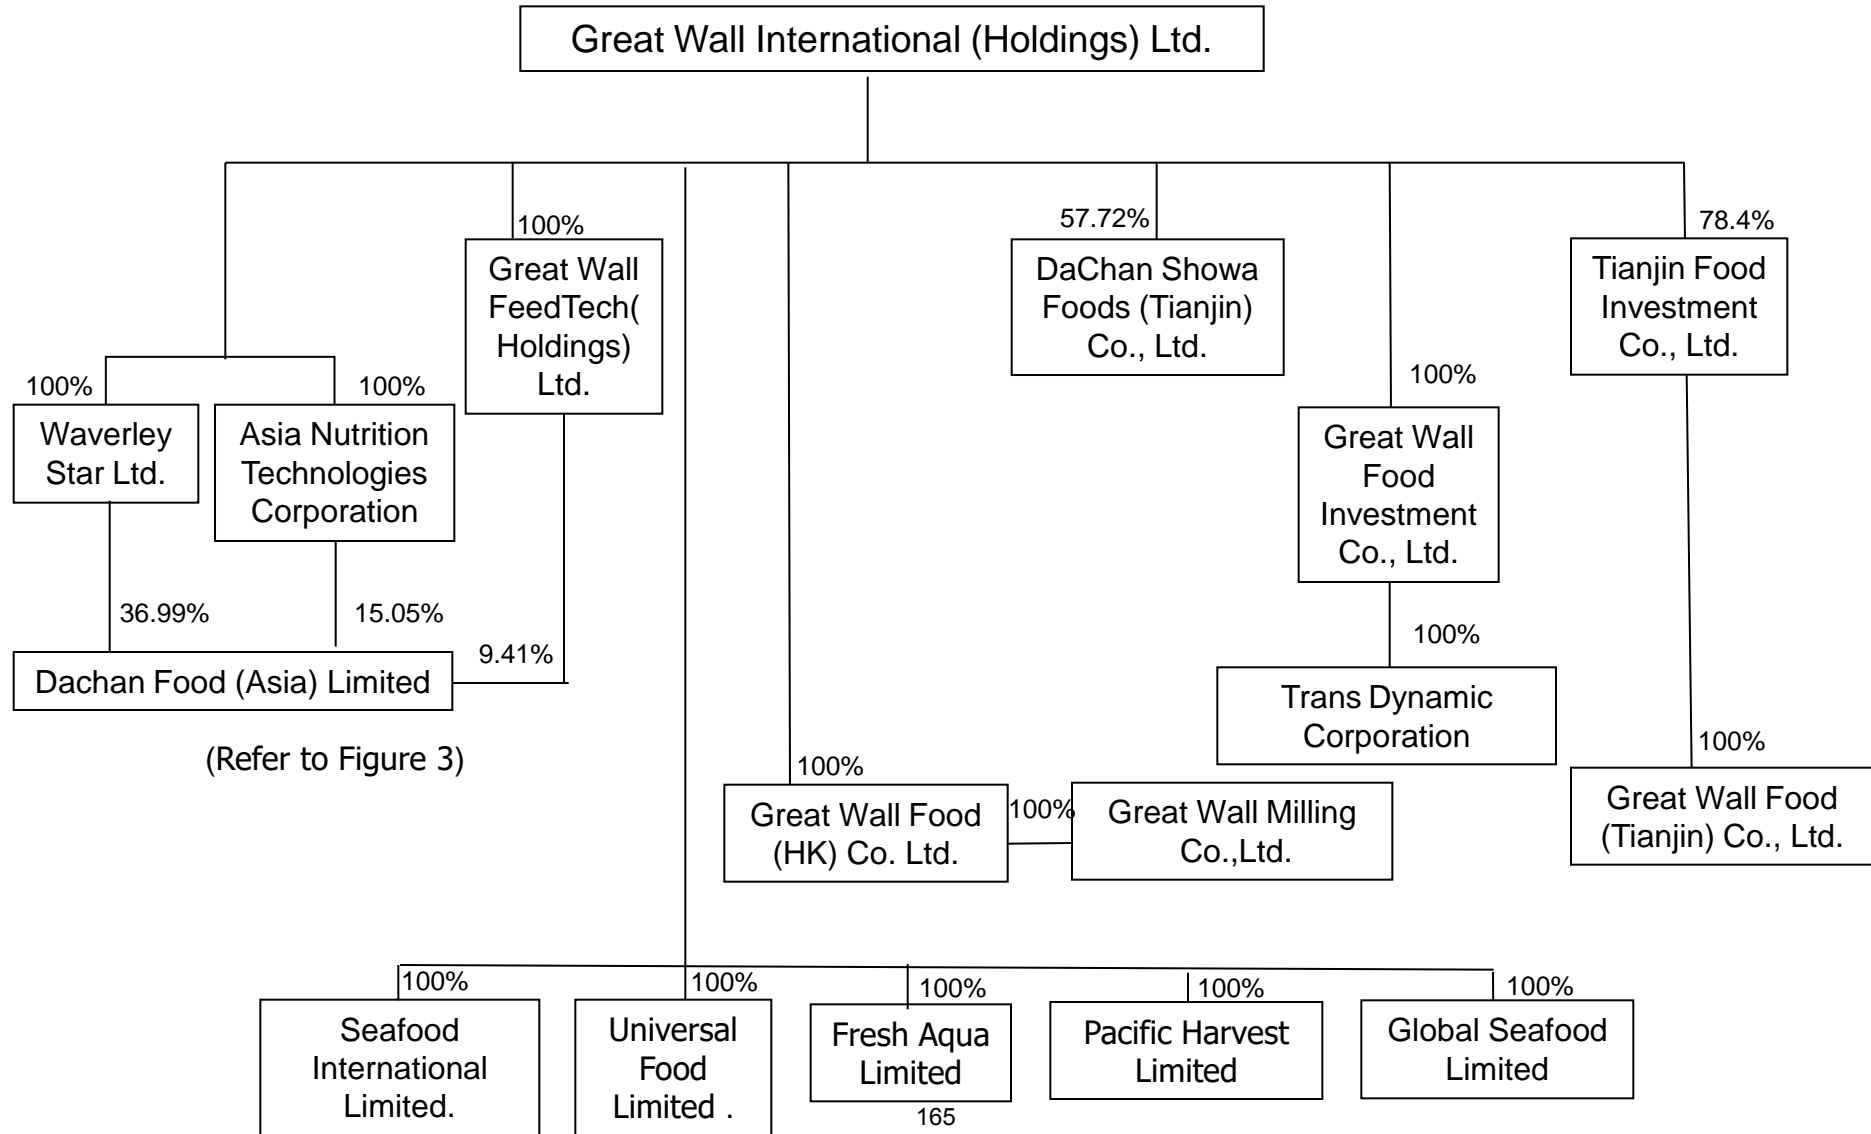 Great Wall International (Holdings) Ltd.
100%
Great Wall
FeedTech(
Holdings)
Ltd.
57.72%
DaChan Showa
Foods (Tianjin)
Co., Ltd.
78.4%
Tianjin Food
Investment
Co., Ltd.
100%
Waverley
Star Ltd.
100%
Asia Nutrition
Technologies
Corporation
100%
Great Wall
Food
Investment
Co., Ltd.
36.99%
15.05%
9.41%
Dachan Food (Asia) Limited
(Refer to Figure 3)
100%
Trans Dynamic
Corporation
100%
Great Wall Food
(HK) Co. Ltd.
100%
Great Wall Milling
Co.,Ltd.
100%
Great Wall Food
(Tianjin) Co., Ltd.
100%
Seafood
International
Limited.
100%
Universal
Food
Limited .
100%
Fresh Aqua
Limited
100%
Pacific Harvest
Limited
100%
Global Seafood
Limited
165